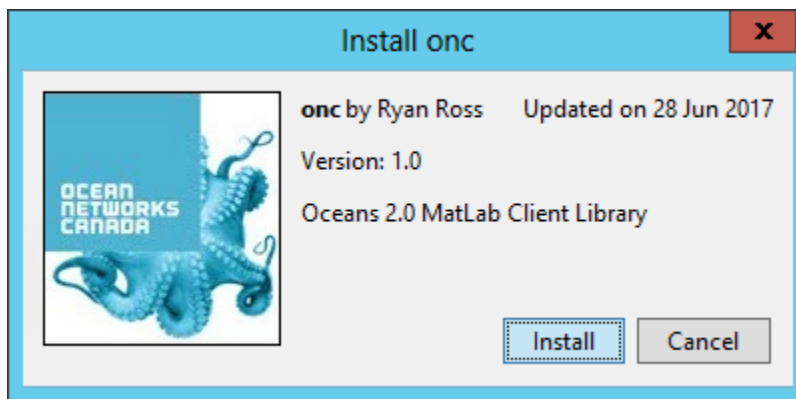 Install onc
x
onc by Ryan Ross Updated on 28 Jun 2017
Version: 1.0
Oceans 2.0 MatLab Client Library
OCEAN
NETWORKS
CANADA
Install Cancel